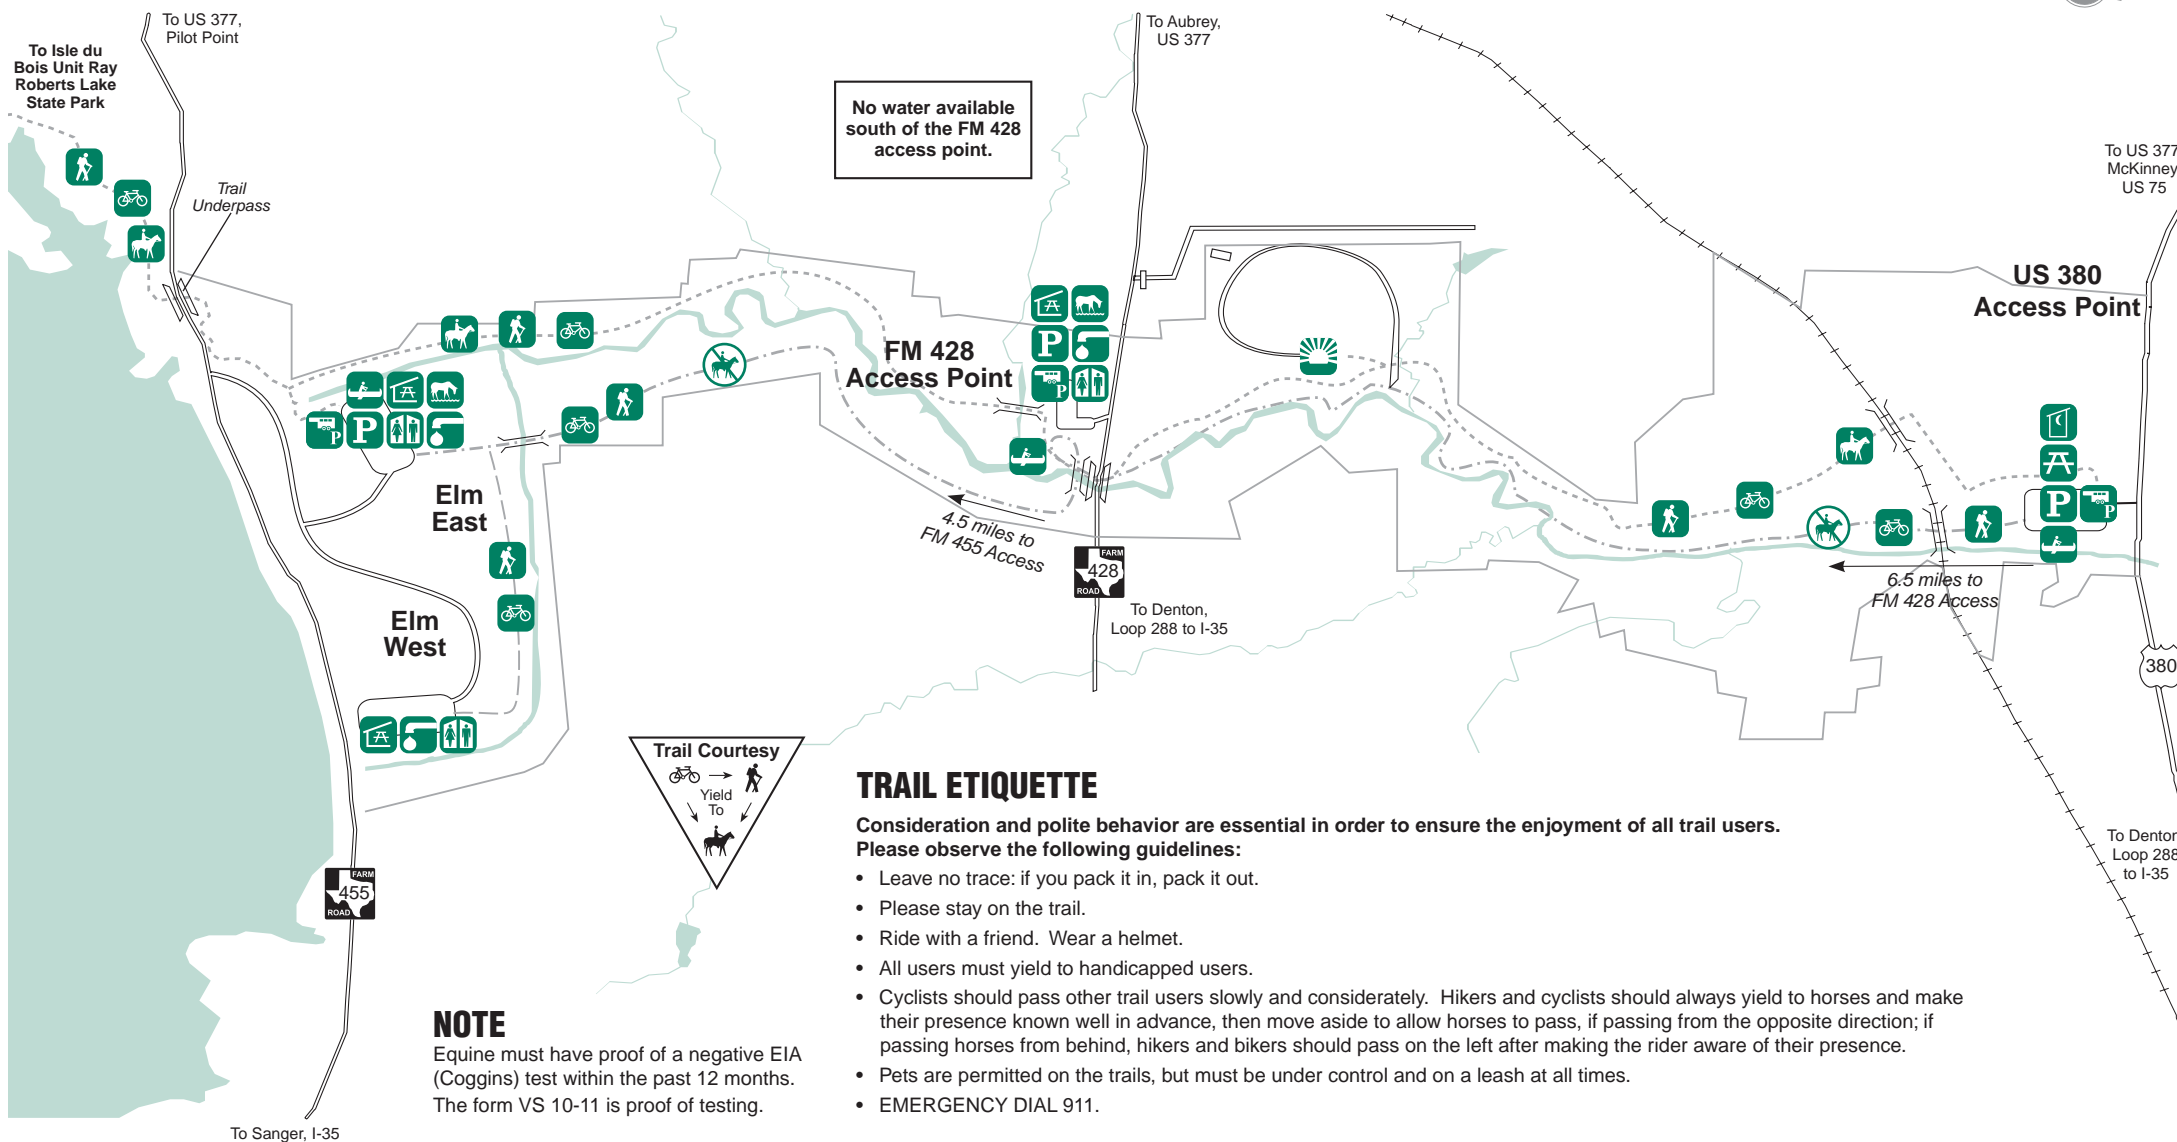 To US 377,
Pilot Point
To Isle du
Bois Unit Ray
Roberts Lake
State Park
Trail
Underpass
No water available
south of the FM 428
access point.
To Aubrey,
US 377
To US 377
McKinney
US 75
US 380
Access Point
FM 428
Access Point
P
P
P
P
P
P
Elm
East
Elm
West
4.5 miles to
FM 455 Access
FARM
428
ROAD
To Denton,
Loop 288 to I-35
6.5 miles to
FM 428 Access
380
To Denton
Loop 288
to I-35
Trail Courtesy
Yield
To
FARM
455
ROAD
To Sanger, I-35
NOTE
Equine must have proof of a negative EIA
(Coggins) test within the past 12 months.
The form VS 10-11 is proof of testing.
TRAIL ETIQUETTE
Consideration and polite behavior are essential in order to ensure the enjoyment of all trail users.
Please observe the following guidelines:
• Leave no trace: if you pack it in, pack it out.
• Please stay on the trail.
• Ride with a friend. Wear a helmet.
• All users must yield to handicapped users.
• Cyclists should pass other trail users slowly and considerately. Hikers and cyclists should always yield to horses and make
their presence known well in advance, then move aside to allow horses to pass, if passing from the opposite direction; if
passing horses from behind, hikers and bikers should pass on the left after making the rider aware of their presence.
• Pets are permitted on the trails, but must be under control and on a leash at all times.
• EMERGENCY DIAL 911.